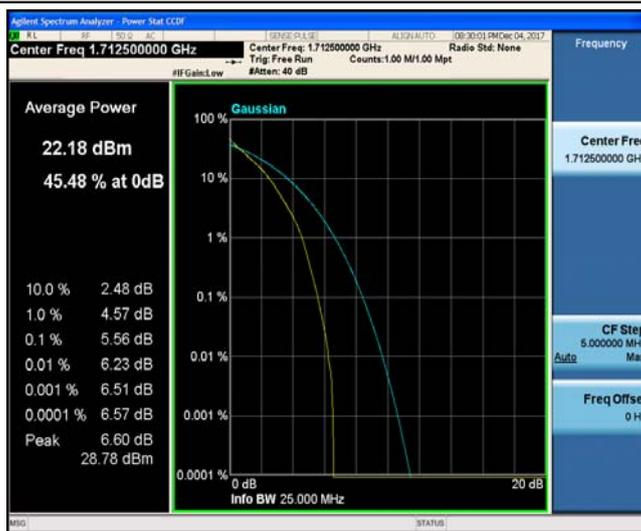 Agilent Spectrum Analyzer - Power Stat CCDF
RL RF 50 Ω AC SENSE:PULSE ALIGN AUTO 08:30:01 PM Dec 04, 2017
Center Freq 1.712500000 GHz
Center Freq: 1.712500000 GHz Radio Std: None
Trig: Free Run Counts:1.00 M/1.00 Mpt
#IFGain:Low #Atten: 40 dB
Frequency
Average Power
22.18 dBm
45.48 % at 0dB
10.0 % 2.48 dB
1.0 % 4.57 dB
0.1 % 5.56 dB
0.01 % 6.23 dB
0.001 % 6.51 dB
0.0001 % 6.57 dB
Peak 6.60 dB
28.78 dBm
Gaussian
100 %
10 %
1 %
0.1 %
0.01 %
0.001 %
0.0001 %
0 dB 20 dB
Info BW 25.000 MHz
Center Fre
1.712500000 GH
CF Step
5.000000 MH
Auto Ma
Freq Offse
0 H
MSG STATUS